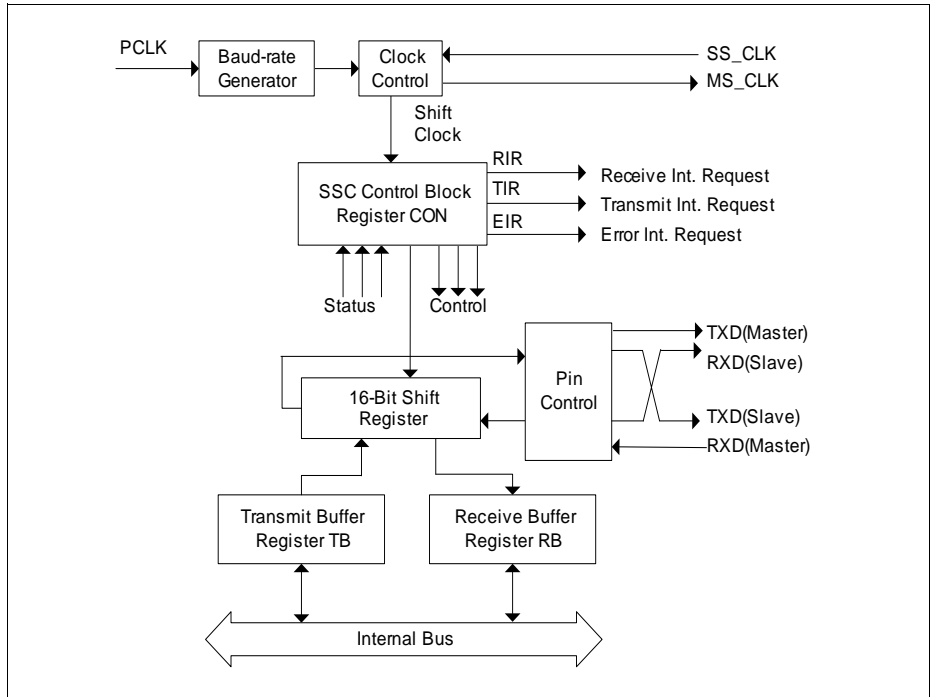 PCLK
Baud-rate
Generator
Clock
Control
SS_CLK
MS_CLK
Shift
Clock
SSC Control Block
Register CON
RIR
TIR
EIR
Receive Int. Request
Transmit Int. Request
Error Int. Request
Status
Control
16-Bit Shift
Register
Pin
Control
TXD(Master)
RXD(Slave)
TXD(Slave)
RXD(Master)
Transmit Buffer
Register TB
Receive Buffer
Register RB
Internal Bus